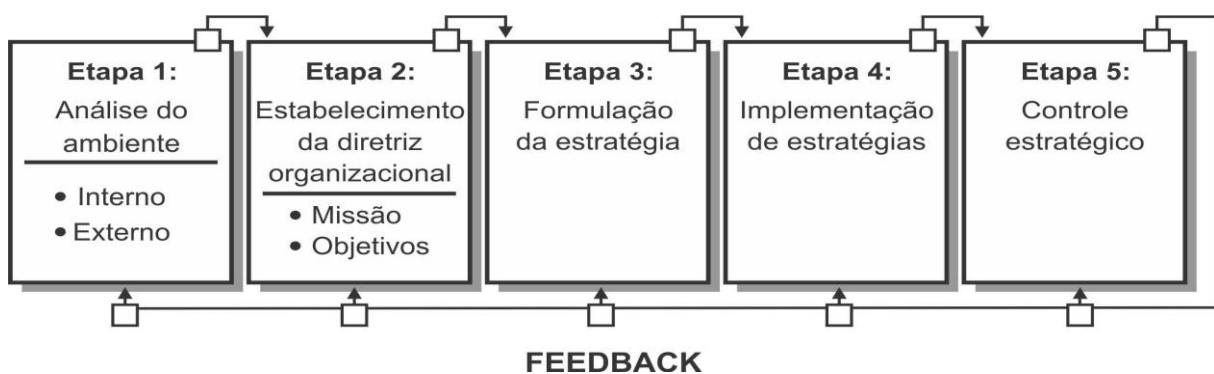 Etapa 1:
Análise do
ambiente
• Interno
• Externo
Etapa 2:
Estabelecimento
da diretriz
organizacional
• Missão
• Objetivos
Etapa 3:
Formulação
da estratégia
Etapa 4:
Implementação
de estratégias
Etapa 5:
Controle
estratégico
FEEDBACK